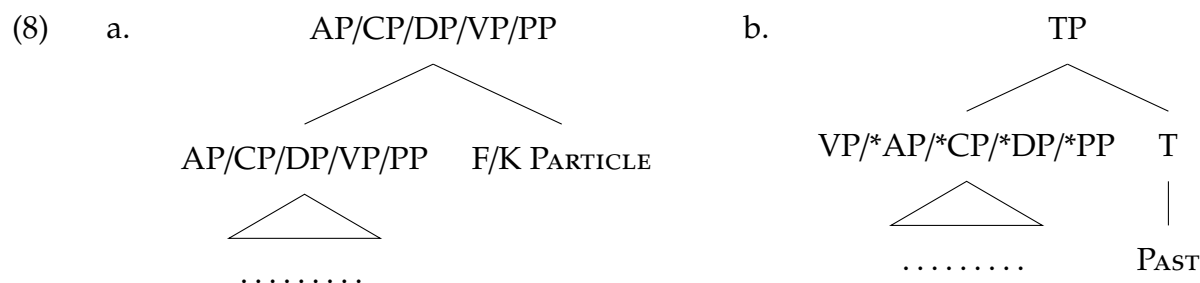 (8) a. AP/CP/DP/VP/PP b. TP
AP/CP/DP/VP/PP F/K PARTICLE VP/*AP/*CP/*DP/*PP T
......... ......... PAST